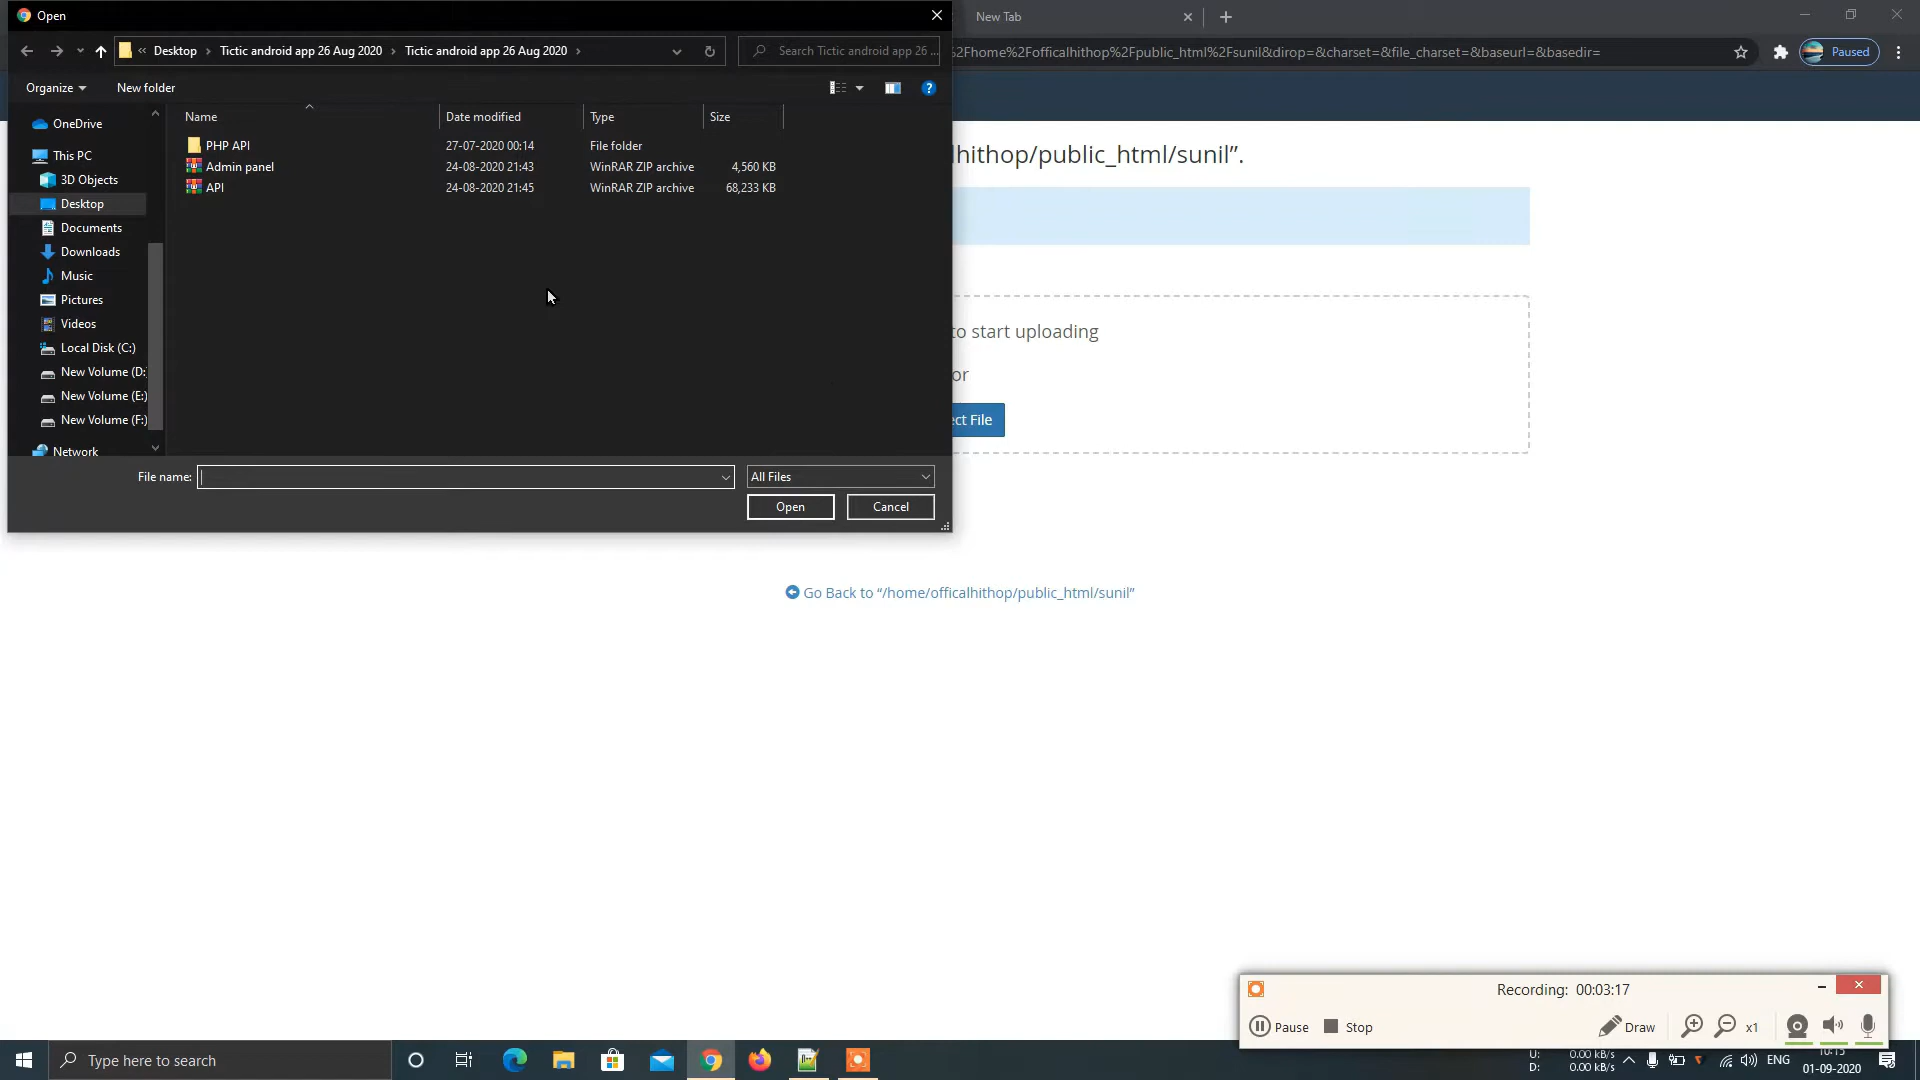 Open
New Tab
« Desktop › Tictic android app 26 Aug 2020 › Tictic android app 26 Aug 2020 ›
Search Tictic android app 26 ...
2Fhome%2Fofficalhithop%2Fpublic_html%2Fsunil&dirop=&charset=&file_charset=&baseurl=&basedir=
Paused
Organize
New folder
Name Date modified Type Size
PHP API 27-07-2020 00:14 File folder
Admin panel 24-08-2020 21:43 WinRAR ZIP archive 4,560 KB
API 24-08-2020 21:45 WinRAR ZIP archive 68,233 KB
OneDrive
This PC
3D Objects
Desktop
Documents
Downloads
Music
Pictures
Videos
Local Disk (C:)
New Volume (D:
New Volume (E:)
New Volume (F:)
Network
File name:
All Files
Open
Cancel
lhithop/public_html/sunil”.
to start uploading
or
ect File
Go Back to “/home/officalhithop/public_html/sunil”
Recording: 00:03:17
Pause
Stop
Draw
x1
Type here to search
U: 0.00 kB/s
D: 0.00 kB/s
ENG
10:15
01-09-2020